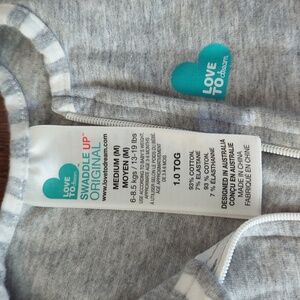 LOVE
TO dream
LOVE
TO dream
SWADDLE UP™
ORIGINAL
www.lovetodream.com
MEDIUM (M)
MOYEN (M)
6-8.5 kgs / 13-19 lbs
1.0 TOG
93% COTTON,
7% ELASTANE
93 % COTON,
7 % ELASTHANE
DESIGNED IN AUSTRALIA
CONÇU EN AUSTRALIE
MADE IN CHINA
FABRIQUÉ EN CHINE